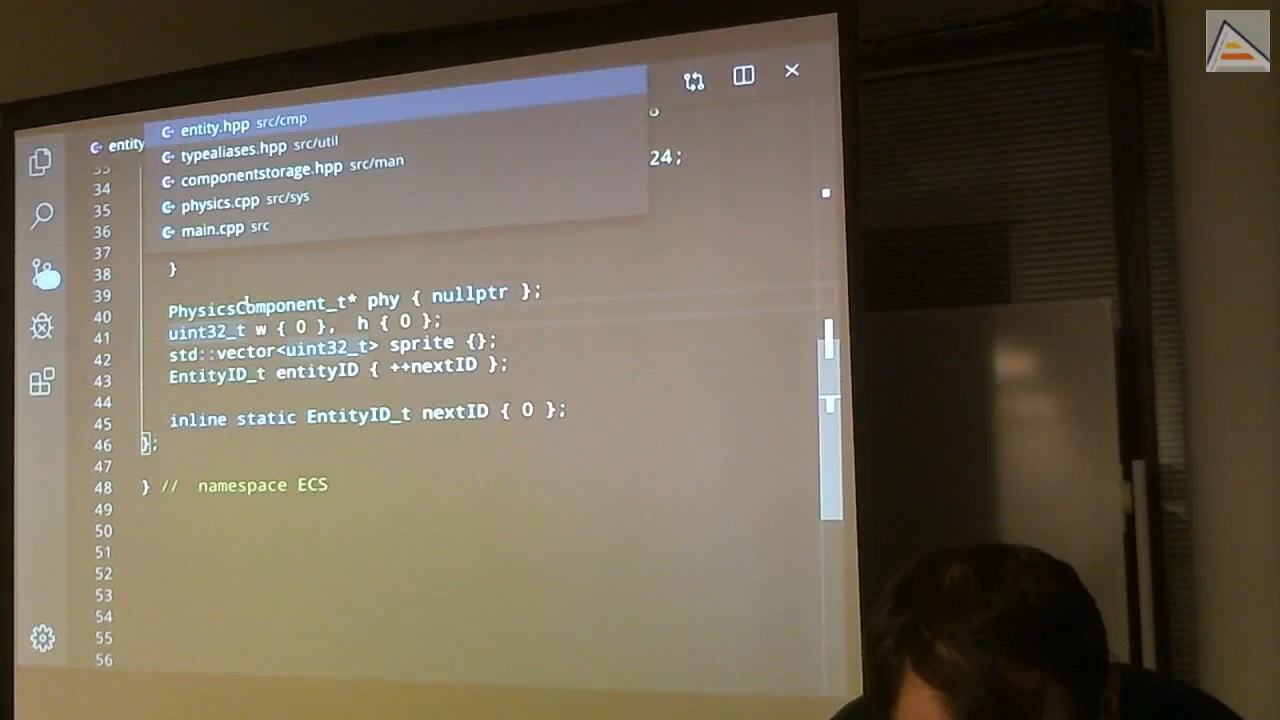 entity
entity.hpp src/cmp
typealiases.hpp src/util
componentstorage.hpp src/man
physics.cpp src/sys
main.cpp src
24;
33
34
35
36
37
38 }
39
40 PhysicsComponent_t* phy { nullptr };
41 uint32_t w { 0 }, h { 0 };
42 std::vector<uint32_t> sprite {};
43 EntityID_t entityID { ++nextID };
44
45 inline static EntityID_t nextID { 0 };
46 };
47
48 } // namespace ECS
49
50
51
52
53
54
55
56